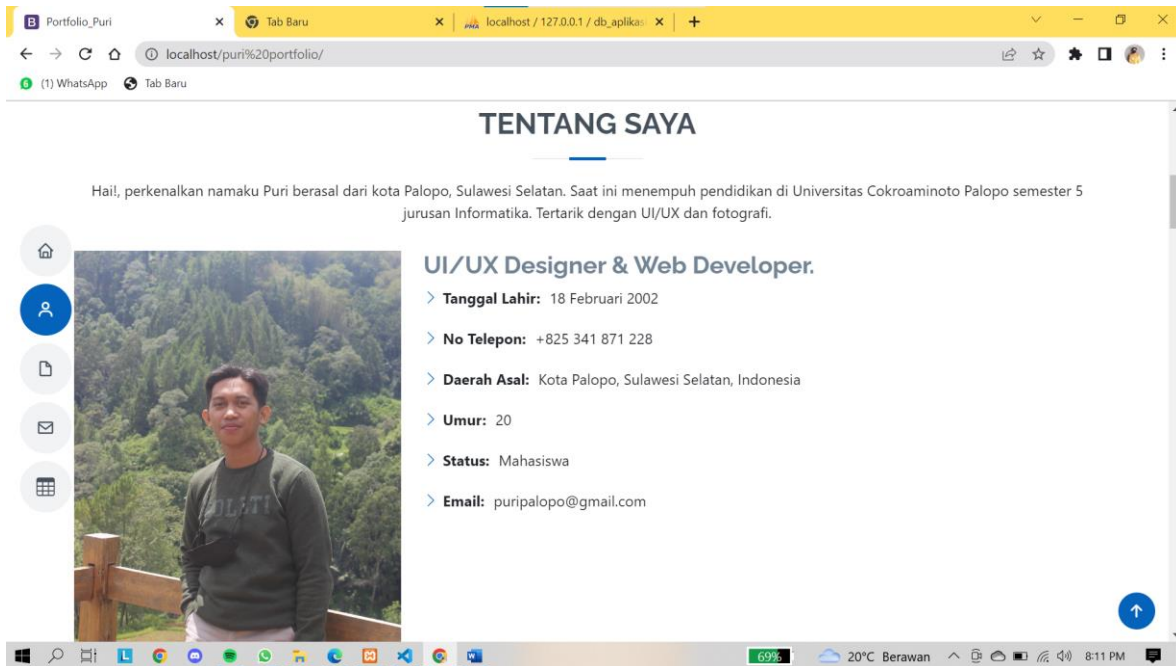 Portfolio_Puri
Tab Baru
localhost / 127.0.0.1 / db_aplikas
localhost/puri%20portfolio/
(1) WhatsApp
Tab Baru
TENTANG SAYA
Hai!, perkenalkan namaku Puri berasal dari kota Palopo, Sulawesi Selatan. Saat ini menempuh pendidikan di Universitas Cokroaminoto Palopo semester 5
jurusan Informatika. Tertarik dengan UI/UX dan fotografi.
UI/UX Designer & Web Developer.
Tanggal Lahir: 18 Februari 2002
No Telepon: +825 341 871 228
Daerah Asal: Kota Palopo, Sulawesi Selatan, Indonesia
Umur: 20
Status: Mahasiswa
Email: puripalopo@gmail.com
69%
20°C Berawan
8:11 PM